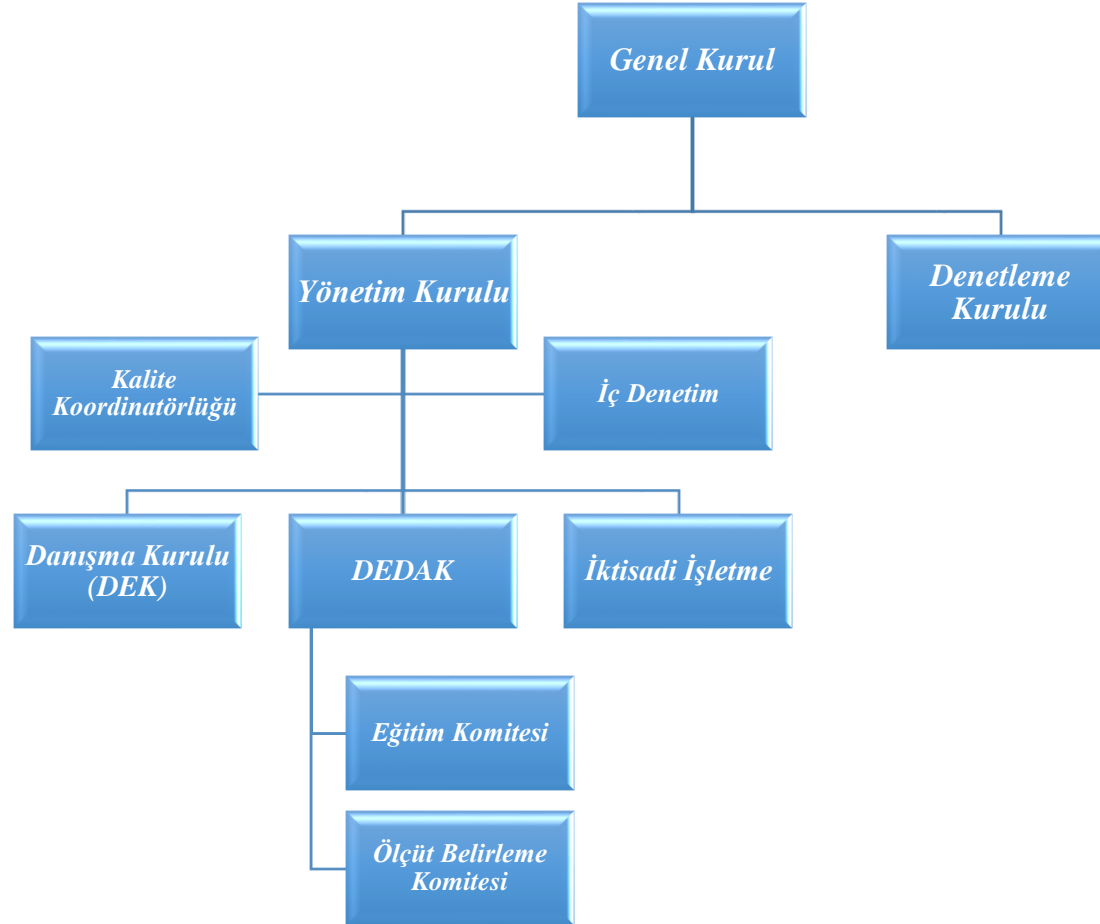 Genel Kurul
Yönetim Kurulu
Denetleme
Kurulu
Kalite
Koordinatörlüğü
İç Denetim
Danışma Kurulu
(DEK)
DEDAK
İktisadi İşletme
Eğitim Komitesi
Ölçüt Belirleme
Komitesi